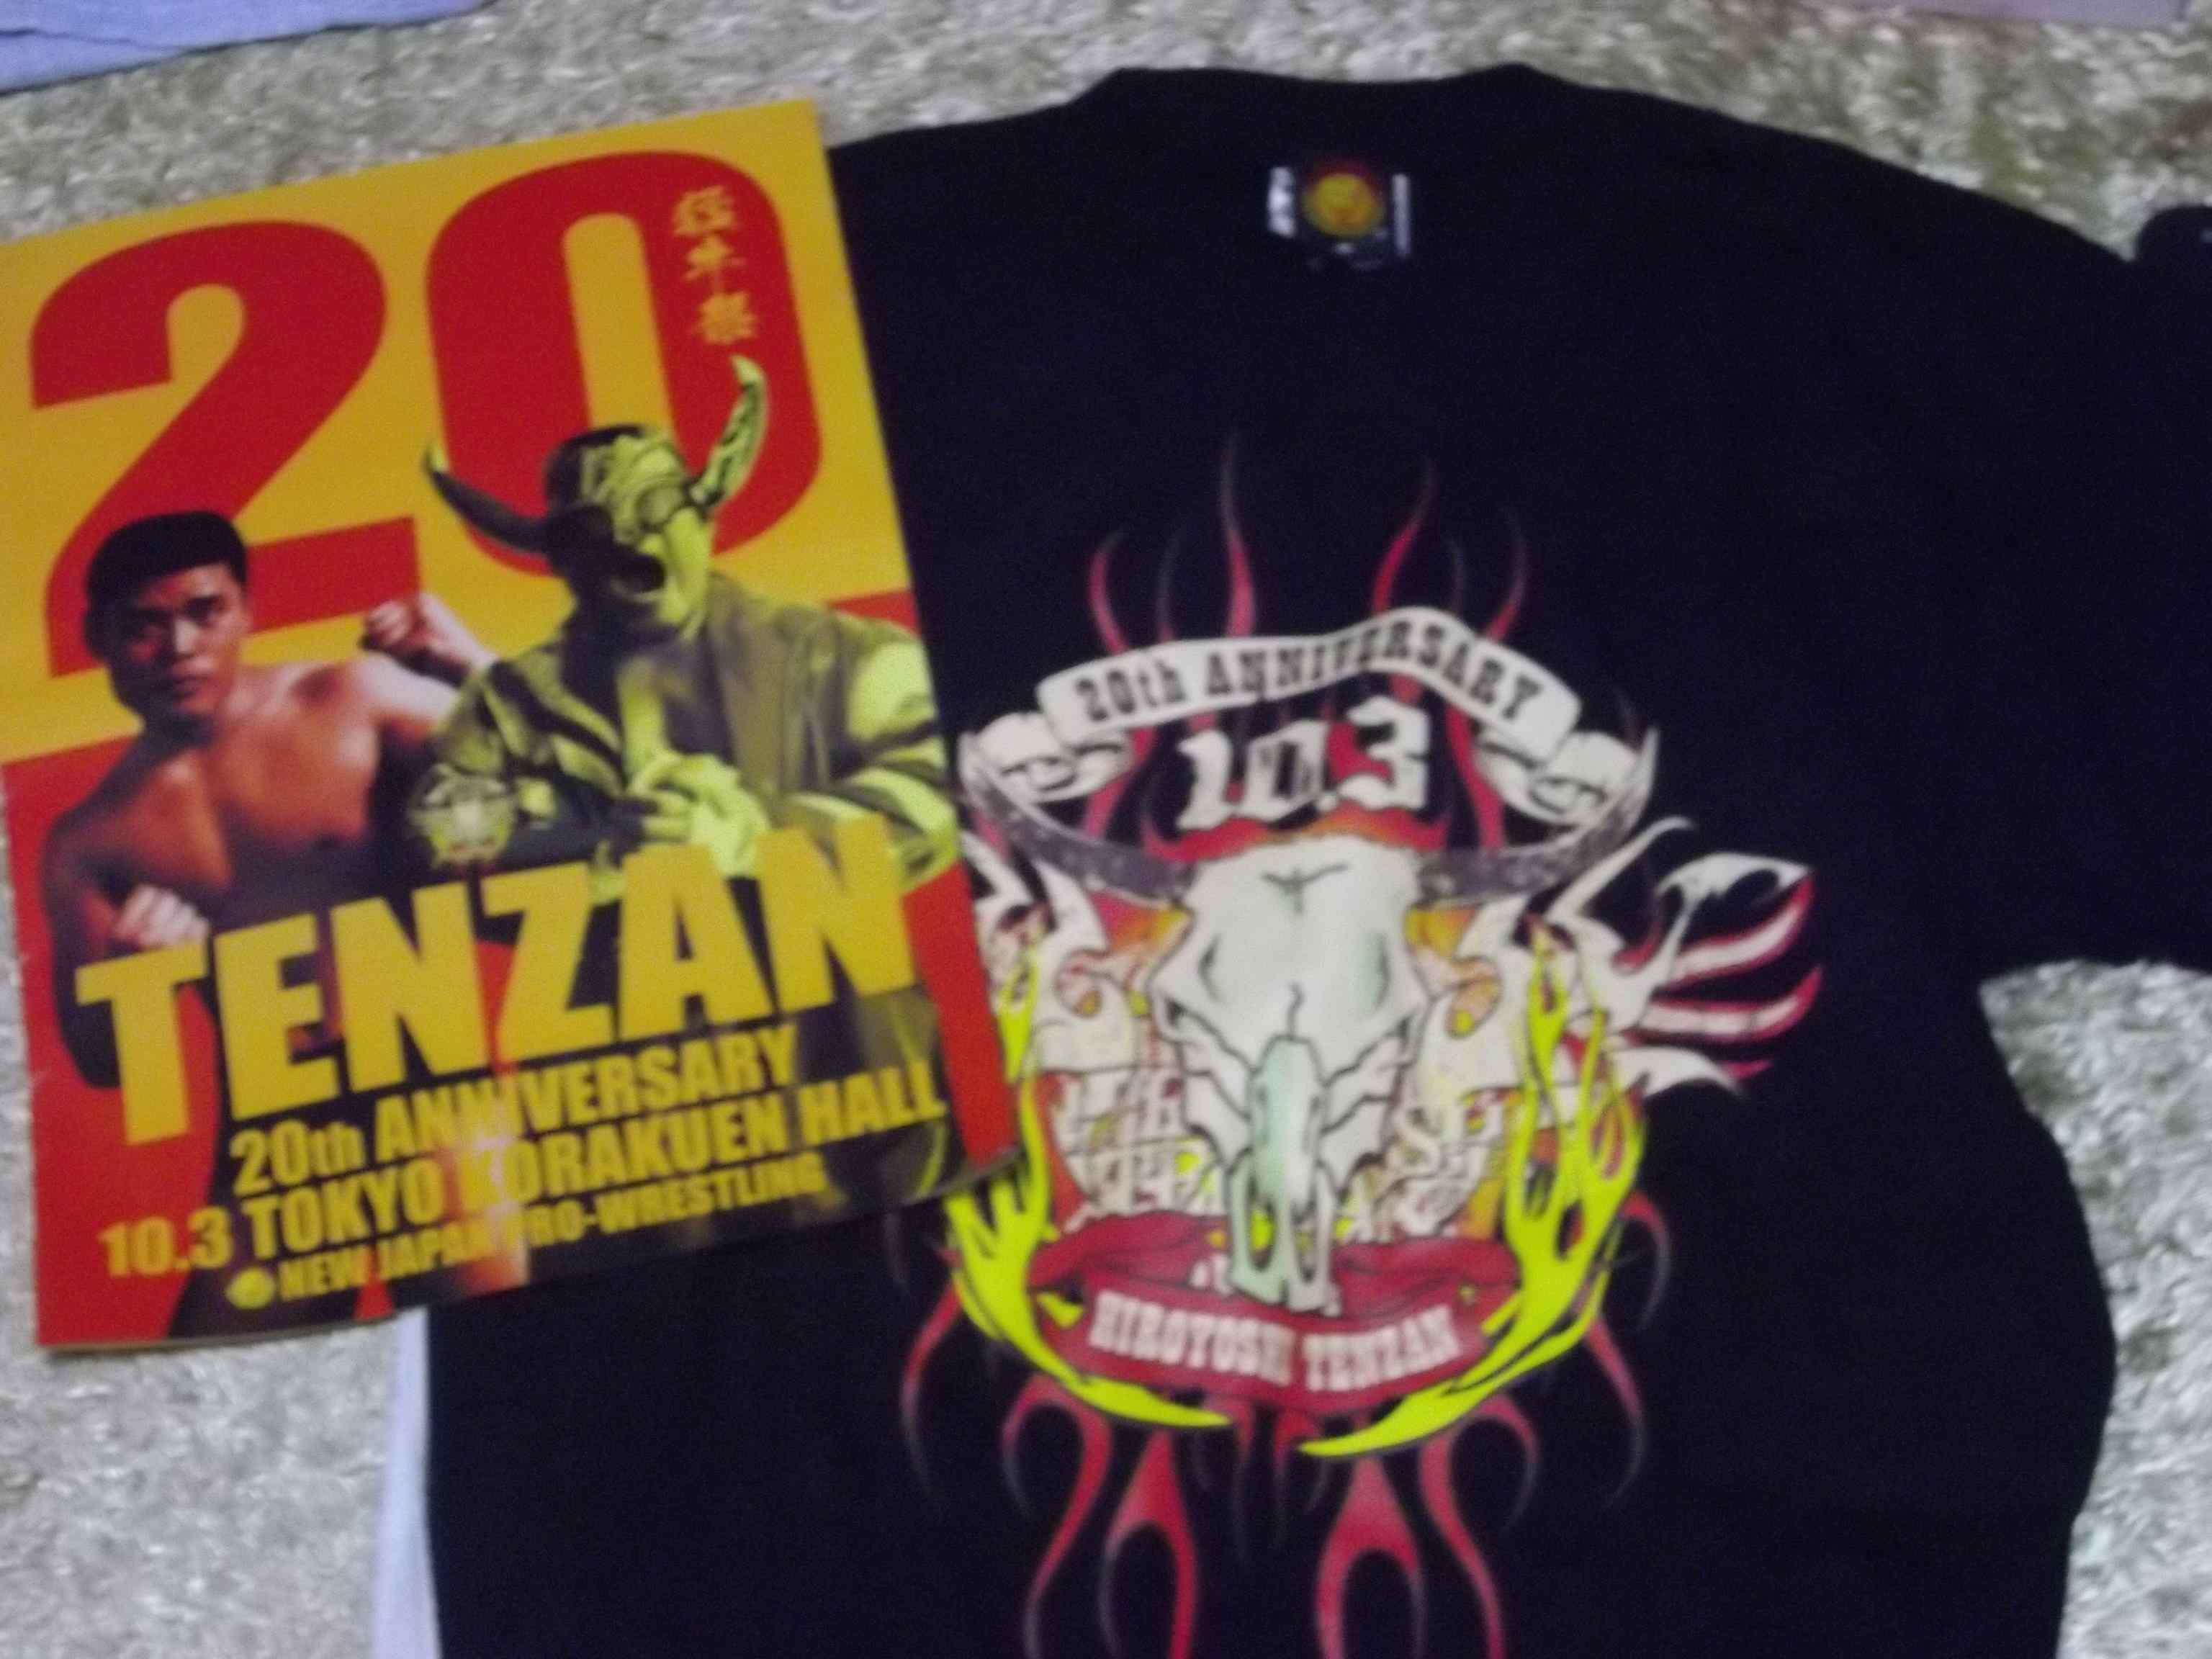 20
TENZAN
20th ANNIVERSARY
10.3 TOKYO KORAKUEN HALL
NEW JAPAN PRO-WRESTLING
20th ANNIVERSARY
10.3
HIROYOSHI TENZAN